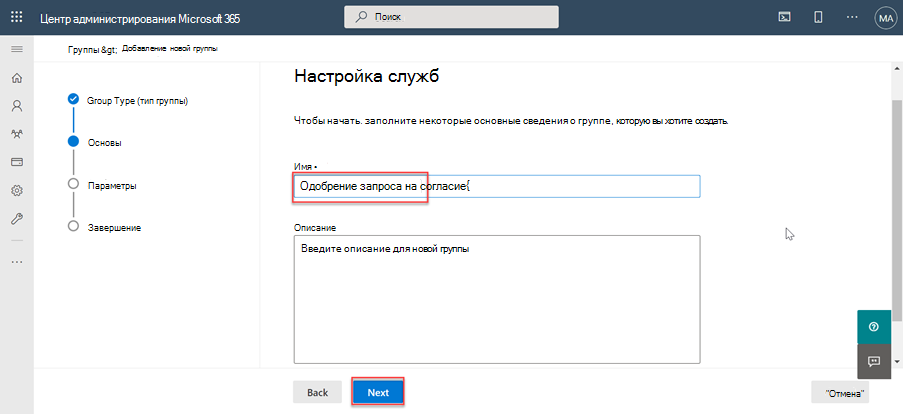 Центр администрирования Microsoft 365
Поиск
MA
Группы &gt; Добавление новой группы
Group Type (тип группы)
Основы
Параметры
Завершение
Настройка служб
Чтобы начать. заполните некоторые основные сведения о группе, которую вы хотите создать.
Имя •
Одобрение запроса на согласие{
Описание
Введите описание для новой группы
Back
Next
"Отмена"